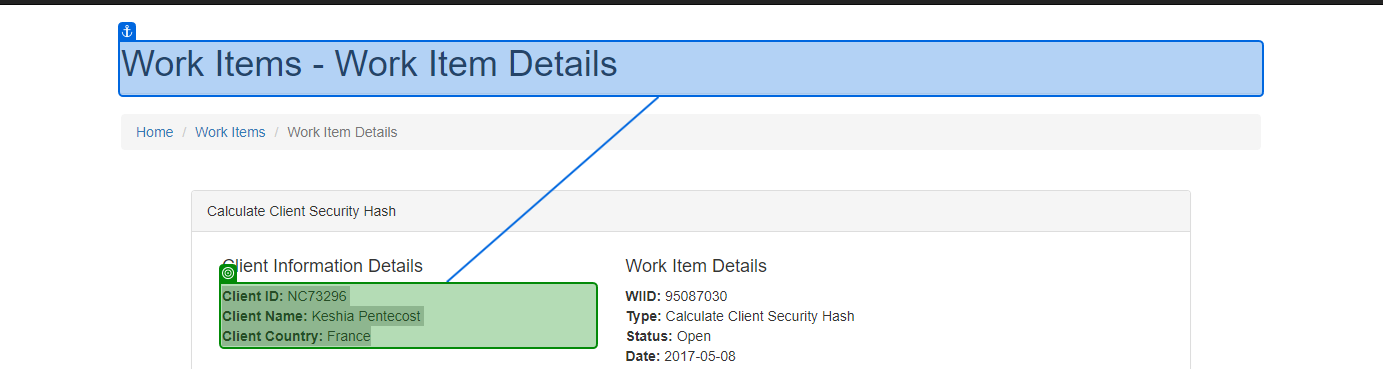 Work Items - Work Item Details
Home / Work Items / Work Item Details
Calculate Client Security Hash
Client Information Details
Client ID: NC73296
Client Name: Keshia Pentecost
Client Country: France
Work Item Details
WIID: 95087030
Type: Calculate Client Security Hash
Status: Open
Date: 2017-05-08